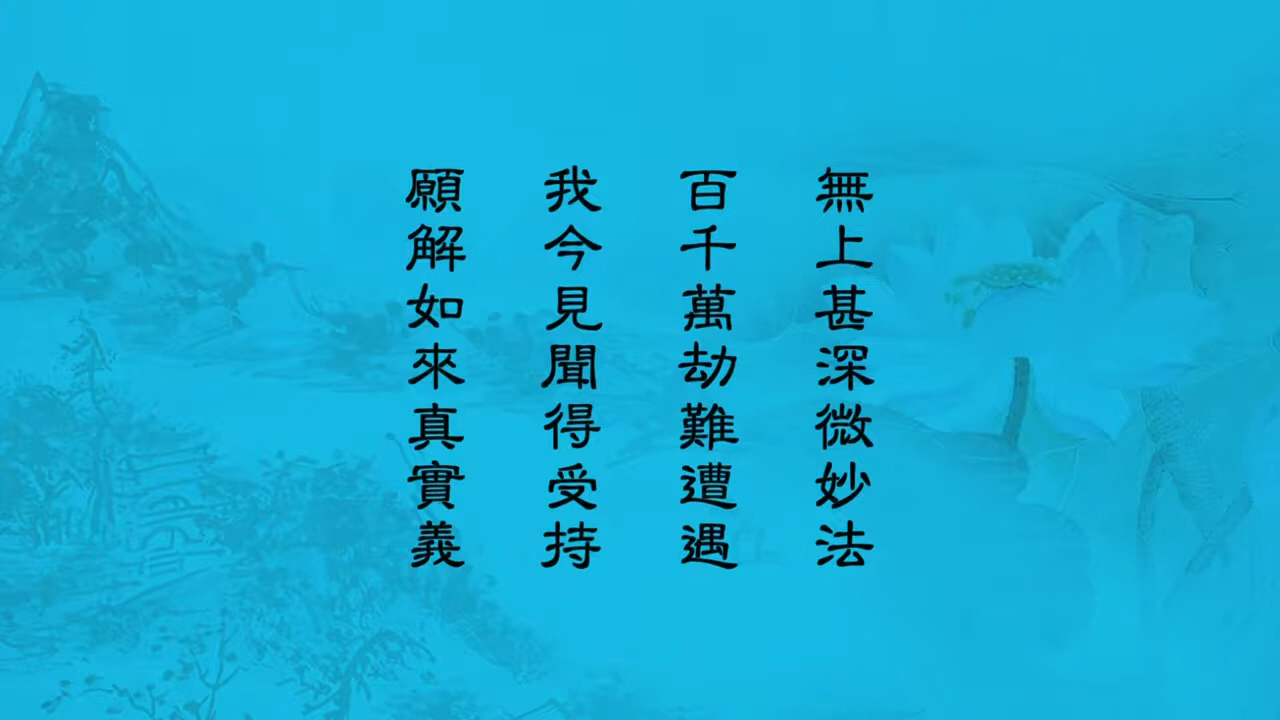 無上甚深微妙法
百千萬劫難遭遇
我今見聞得受持
願解如來真實義